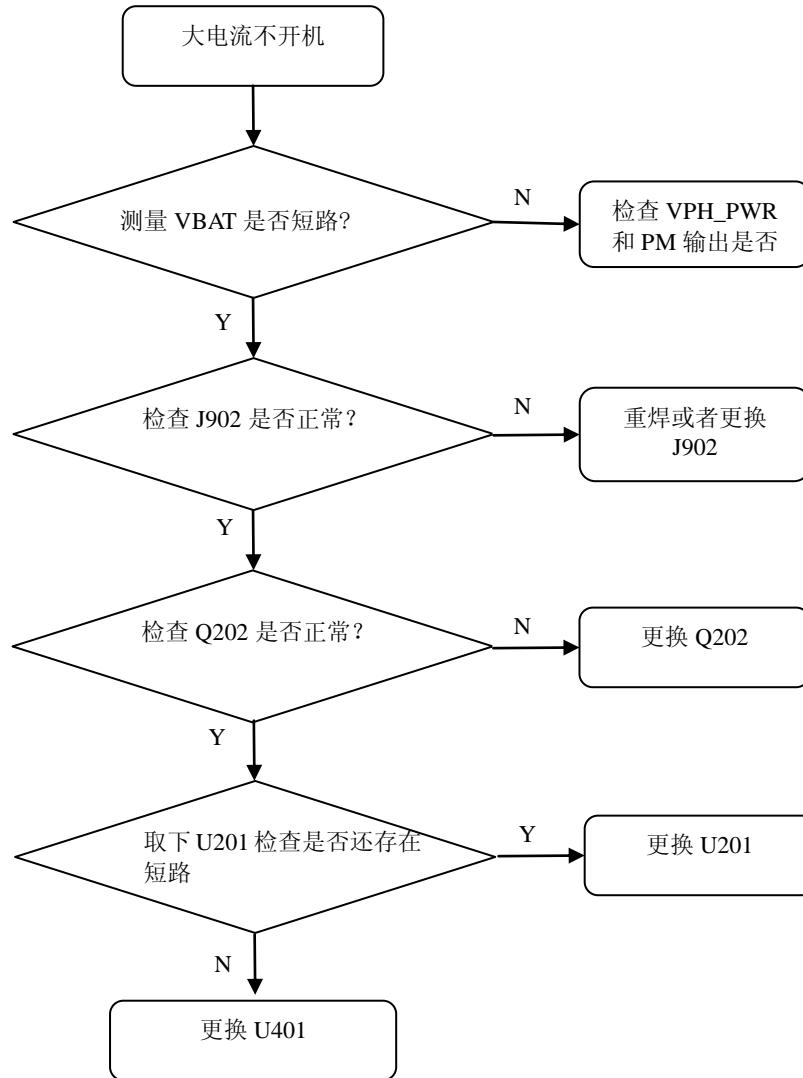 大电流不开机
测量 VBAT 是否短路?
N
检查 VPH_PWR
和 PM 输出是否
Y
检查 J902 是否正常？
N
重焊或者更换
J902
Y
检查 Q202 是否正常？
N
更换 Q202
Y
取下 U201 检查是否还存在
短路
Y
更换 U201
N
更换 U401